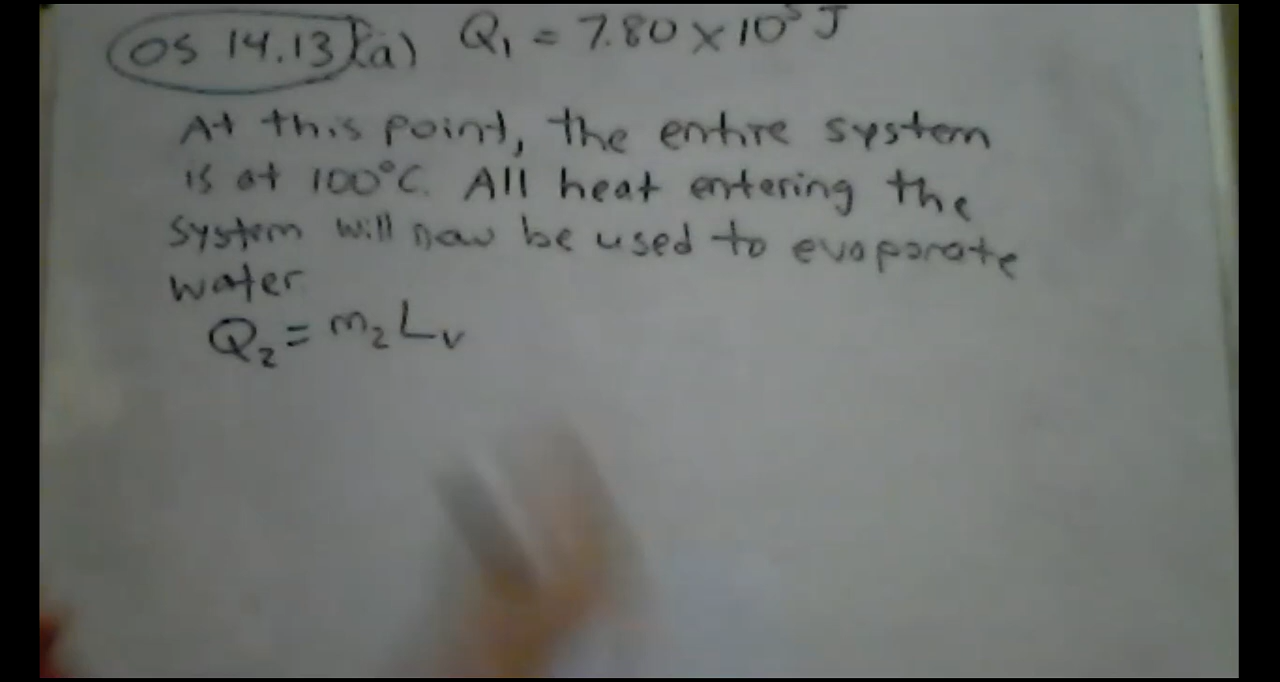 OS 14.13 (a) Q₁ = 7.80 × 10⁵ J
At this point, the entire system
is at 100°C. All heat entering the
system will now be used to evaporate
water
Q₂ = m₂Lᵥ